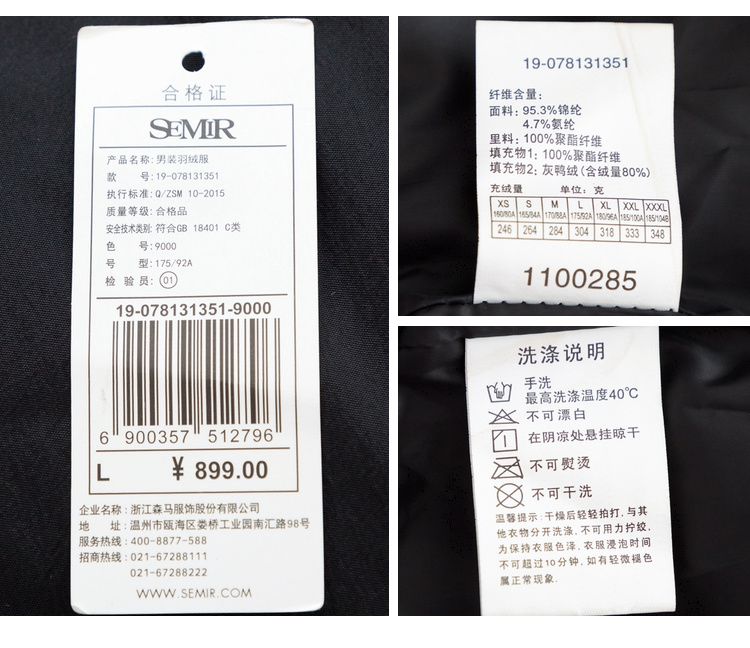 合格证
SEMIR
产品名称: 男装羽绒服
款 号: 19-078131351
执行标准: Q/ZSM 10-2015
质量等级: 合格品
安全技术类别: 符合GB 18401 C类
色 号: 9000
号 型: 175/92A
检 验 员: 01
19-078131351-9000
6 900357 512796
L ¥ 899.00
企业名称: 浙江森马服饰股份有限公司
地 址: 温州市瓯海区娄桥工业园南汇路98号
服务热线: 400-8877-588
招商热线: 021-67288111
021-67288222
WWW.SEMIR.COM
19-078131351
纤维含量:
面料: 95.3%锦纶
4.7%氨纶
里料: 100%聚酯纤维
填充物1: 100%聚酯纤维
填充物2: 灰鸭绒(含绒量80%)
充绒量 单位: 克
XS S M L XL XXL XXXL
160/80A 165/84A 170/88A 175/92A 180/96A 185/100A 185/104B
246 264 284 304 318 333 348
1100285
洗涤说明
手洗
最高洗涤温度40℃
不可漂白
在阴凉处悬挂晾干
不可熨烫
不可干洗
温馨提示: 干燥后轻轻拍打, 与其
他衣物分开洗涤, 不可用力拧绞,
为保持衣服色泽, 衣服浸泡时间
不可超过10分钟, 如有轻微褪色
属正常现象.